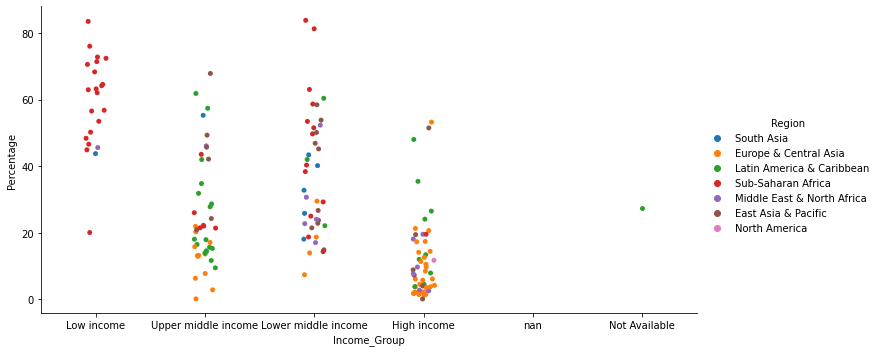 80
60
40
20
0
Percentage
Low income
Upper middle income
Lower middle income
High income
nan
Not Available
Income_Group
Region
South Asia
Europe & Central Asia
Latin America & Caribbean
Sub-Saharan Africa
Middle East & North Africa
East Asia & Pacific
North America